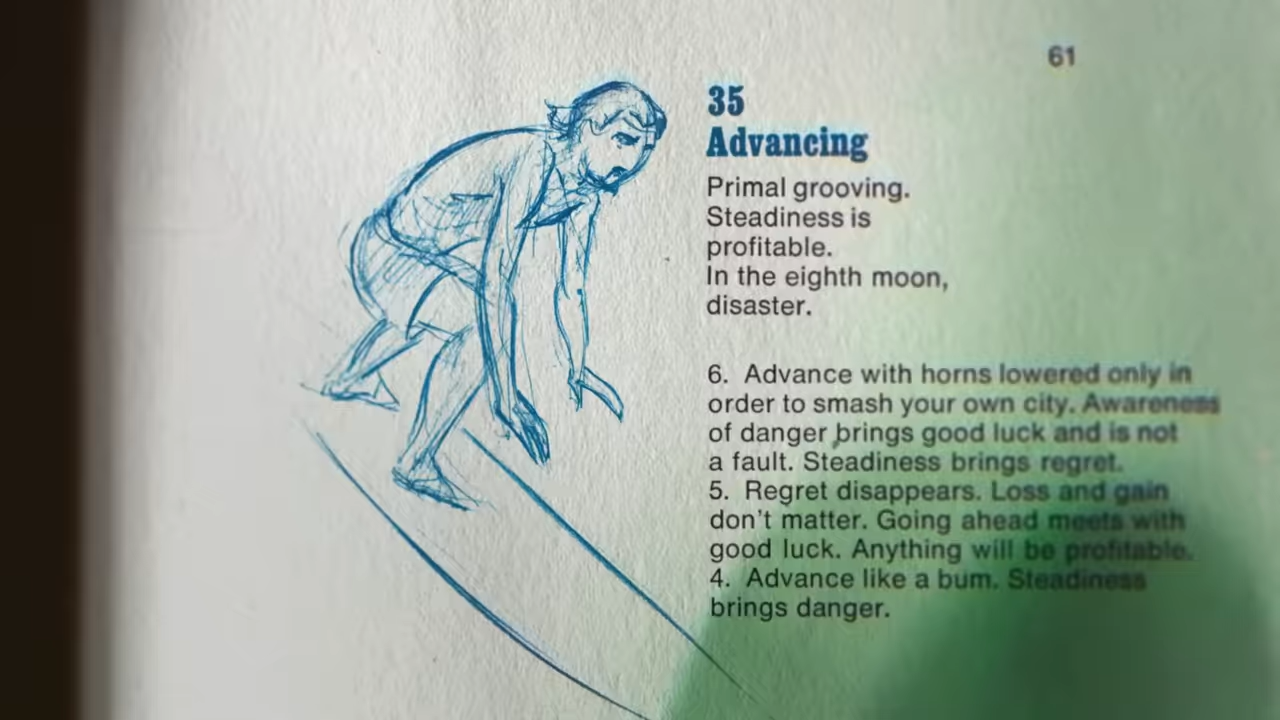 61
35
Advancing
Primal grooving.
Steadiness is
profitable.
In the eighth moon,
disaster.
6. Advance with horns lowered only in
order to smash your own city. Awareness
of danger brings good luck and is not
a fault. Steadiness brings regret.
5. Regret disappears. Loss and gain
don't matter. Going ahead meets with
good luck. Anything will be profitable.
4. Advance like a bum. Steadiness
brings danger.